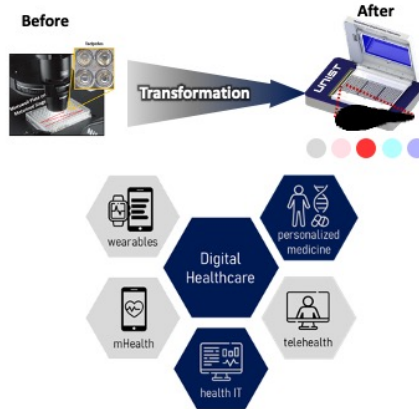 Before
After
Transformation
UNIST
wearables
personalized
medicine
Digital
Healthcare
mHealth
telehealth
health IT